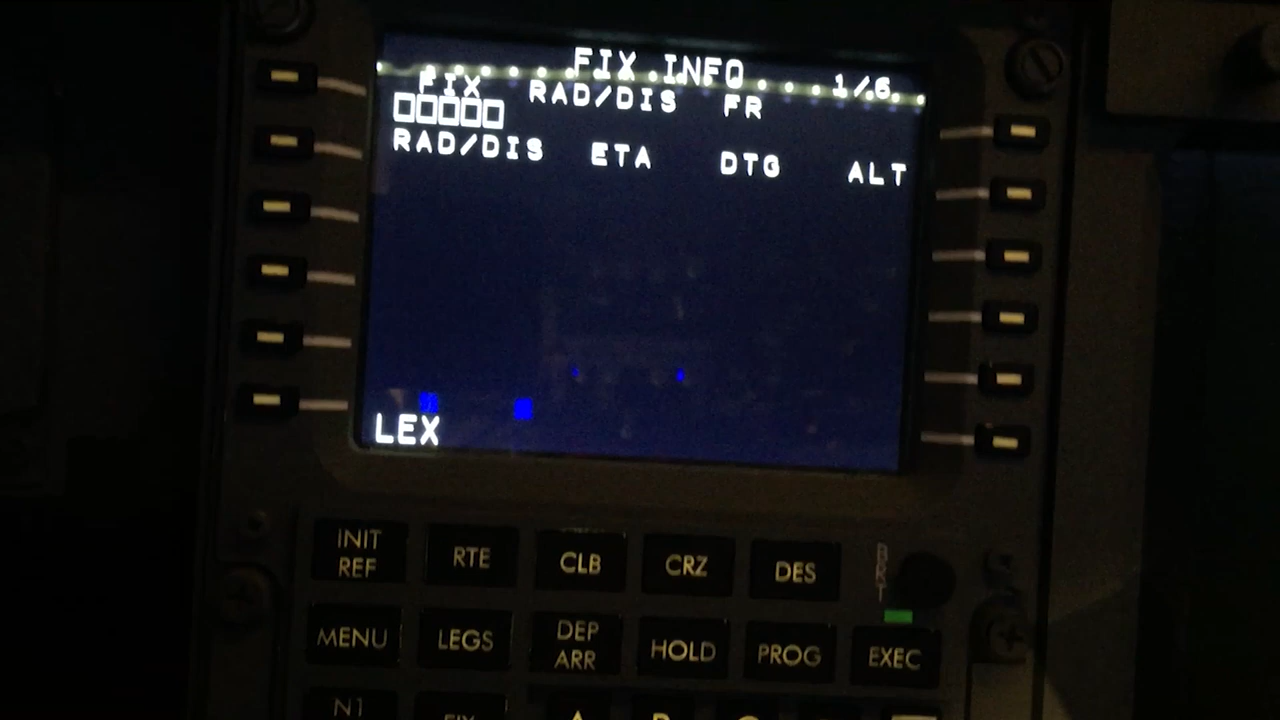 FIX INFO 1/6
FIX RAD/DIS FR
□□□□□
RAD/DIS ETA DTG ALT
LEX
INIT REF
RTE
CLB
CRZ
DES
BRT
MENU
LEGS
DEP ARR
HOLD
PROG
EXEC
N1
FIX
A